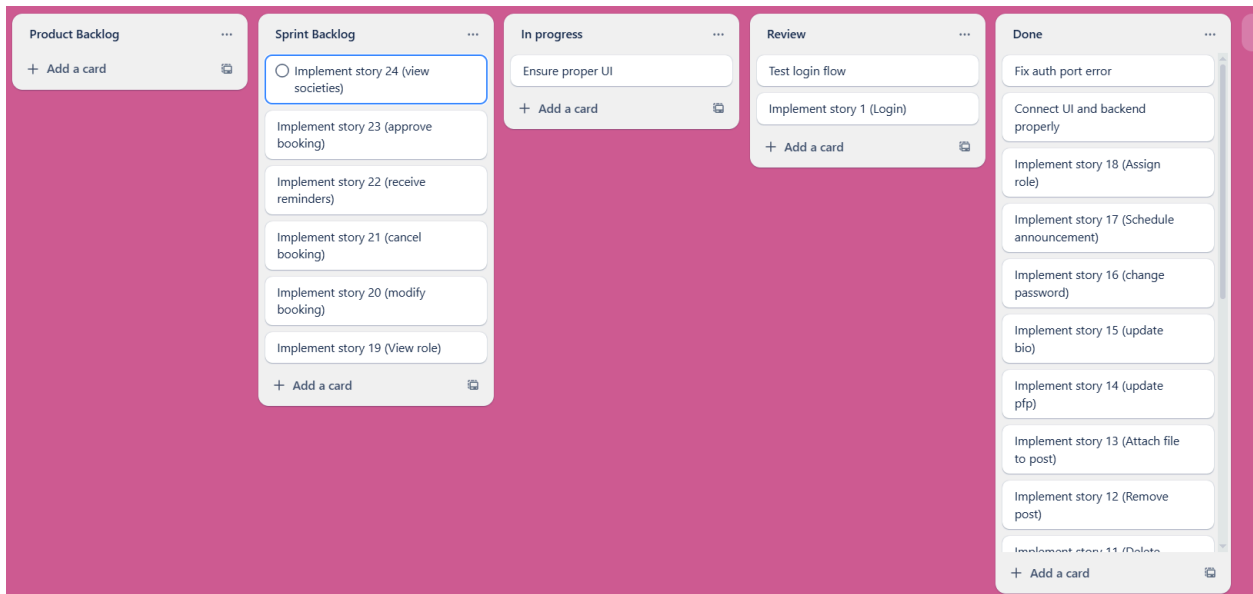 Product Backlog
Add a card
Sprint Backlog
Implement story 24 (view
societies)
Implement story 23 (approve
booking)
Implement story 22 (receive
reminders)
Implement story 21 (cancel
booking)
Implement story 20 (modify
booking)
Implement story 19 (View role)
Add a card
In progress
Ensure proper UI
Add a card
Review
Test login flow
Implement story 1 (Login)
Add a card
Done
Fix auth port error
Connect UI and backend
properly
Implement story 18 (Assign
role)
Implement story 17 (Schedule
announcement)
Implement story 16 (change
password)
Implement story 15 (update
bio)
Implement story 14 (update
pfp)
Implement story 13 (Attach file
to post)
Implement story 12 (Remove
post)
Implement story 11 (Delete
Add a card